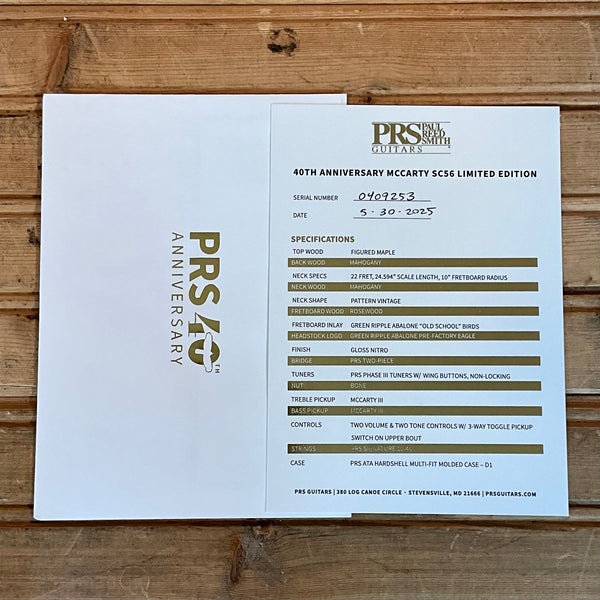 PRS 40TH
ANNIVERSARY
PRS PAUL REED SMITH
GUITARS
40TH ANNIVERSARY MCCARTY SC56 LIMITED EDITION
SERIAL NUMBER 0409253
DATE 5-30-2025
SPECIFICATIONS
TOP WOOD FIGURED MAPLE
BACK WOOD MAHOGANY
NECK SPECS 22 FRET, 24.594" SCALE LENGTH, 10" FRETBOARD RADIUS
NECK WOOD MAHOGANY
NECK SHAPE PATTERN VINTAGE
FRETBOARD WOOD ROSEWOOD
FRETBOARD INLAY GREEN RIPPLE ABALONE "OLD SCHOOL" BIRDS
HEADSTOCK LOGO GREEN RIPPLE ABALONE PRE-FACTORY EAGLE
FINISH GLOSS NITRO
BRIDGE PRS TWO-PIECE
TUNERS PRS PHASE III TUNERS W/ WING BUTTONS, NON-LOCKING
NUT BONE
TREBLE PICKUP MCCARTY III
BASS PICKUP MCCARTY III
CONTROLS TWO VOLUME & TWO TONE CONTROLS W/ 3-WAY TOGGLE PICKUP
SWITCH ON UPPER BOUT
STRINGS PRS SIGNATURE
CASE PRS ATA HARDSHELL MULTI-FIT MOLDED CASE – D1
PRS GUITARS | 380 LOG CANOE CIRCLE · STEVENSVILLE, MD 21666 | PRSGUITARS.COM